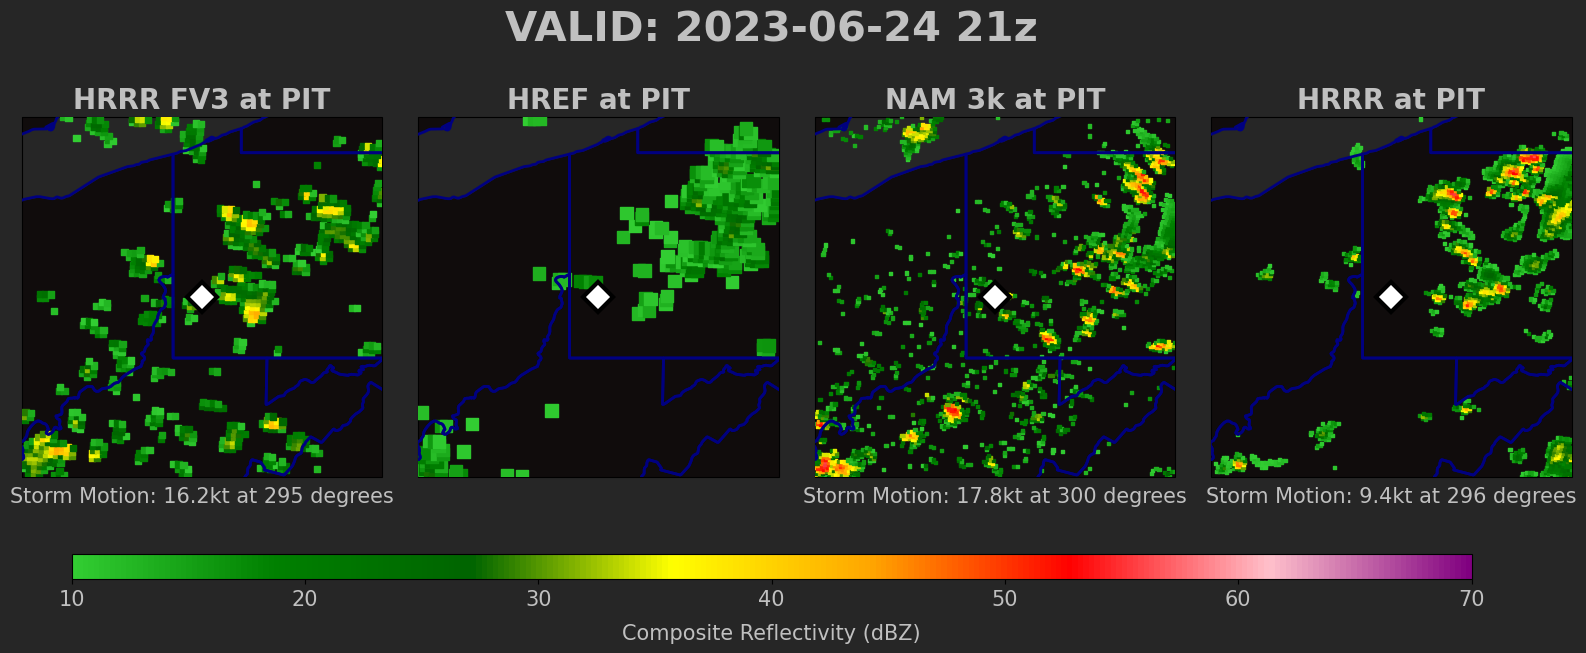 VALID: 2023-06-24 21z
HRRR FV3 at PIT
HREF at PIT
NAM 3k at PIT
HRRR at PIT
Storm Motion: 16.2kt at 295 degrees
Storm Motion: 17.8kt at 300 degrees
Storm Motion: 9.4kt at 296 degrees
10 20 30 40 50 60 70
Composite Reflectivity (dBZ)